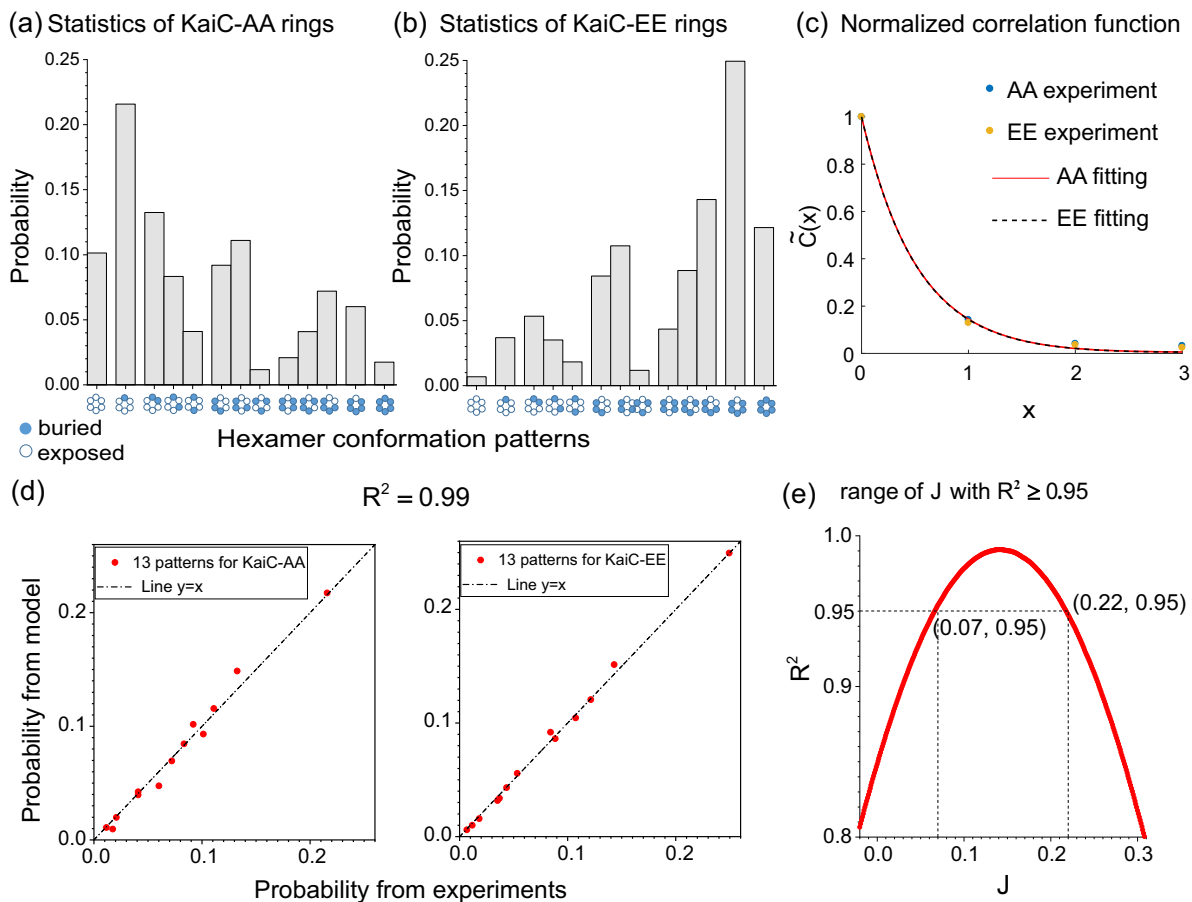 (a) Statistics of KaiC-AA rings
0.25
0.20
0.15
0.10
0.05
0.00
Probability
(b) Statistics of KaiC-EE rings
0.25
0.20
0.15
0.10
0.05
0.00
Probability
buried
exposed
Hexamer conformation patterns
(c) Normalized correlation function
AA experiment
EE experiment
AA fitting
EE fitting
1
0.8
0.6
0.4
0.2
0
C̃(x)
0 1 2 3
x
(d) R² = 0.99
13 patterns for KaiC-AA
Line y=x
0.2
0.1
0.0
0.0 0.1 0.2
Probability from model
13 patterns for KaiC-EE
Line y=x
0.2
0.1
0.0
0.0 0.1 0.2
Probability from experiments
(e) range of J with R² ≥ 0.95
1.0
0.95
0.9
0.8
R²
(0.22, 0.95)
(0.07, 0.95)
0.0 0.1 0.2 0.3
J